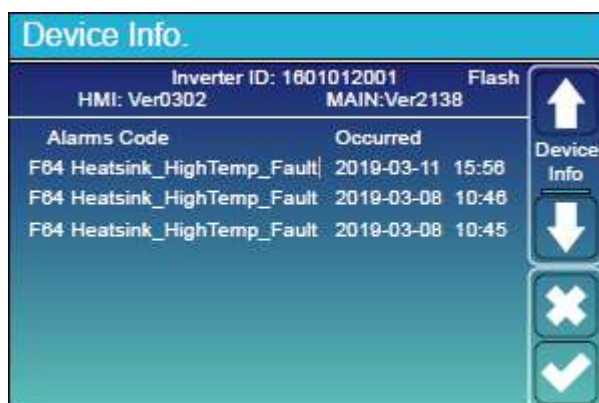 Device Info.
Inverter ID: 1601012001 Flash
HMI: Ver0302 MAIN:Ver2138
Alarms Code Occurred
F64 Heatsink_HighTemp_Fault 2019-03-11 15:56
F64 Heatsink_HighTemp_Fault 2019-03-08 10:46
F64 Heatsink_HighTemp_Fault 2019-03-08 10:45
Device
Info